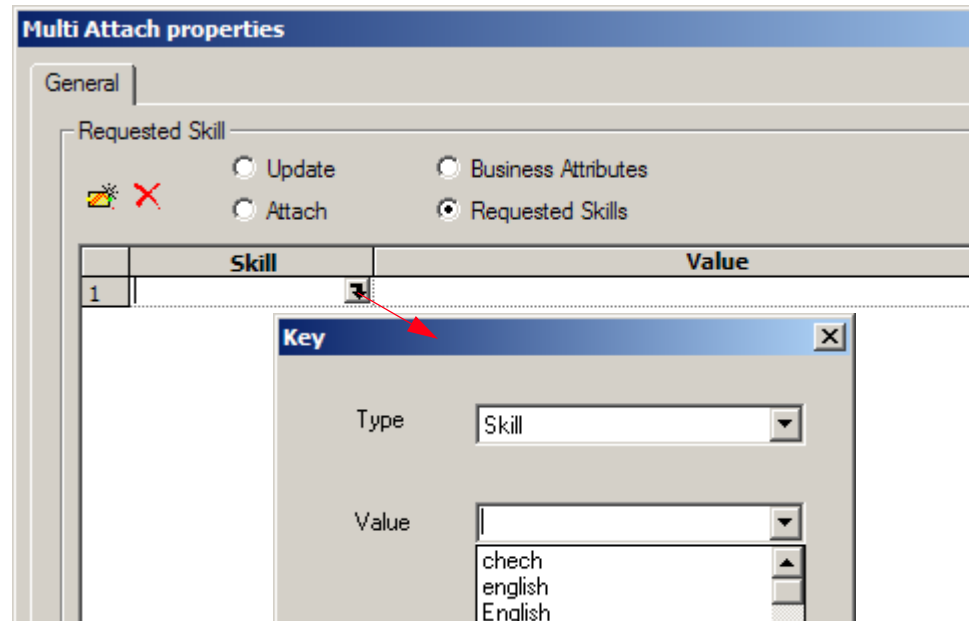 Multi Attach properties
General
Requested Skill
Update Business Attributes
Attach Requested Skills
Skill Value
1
Key
Type Skill
Value
chech
english
English